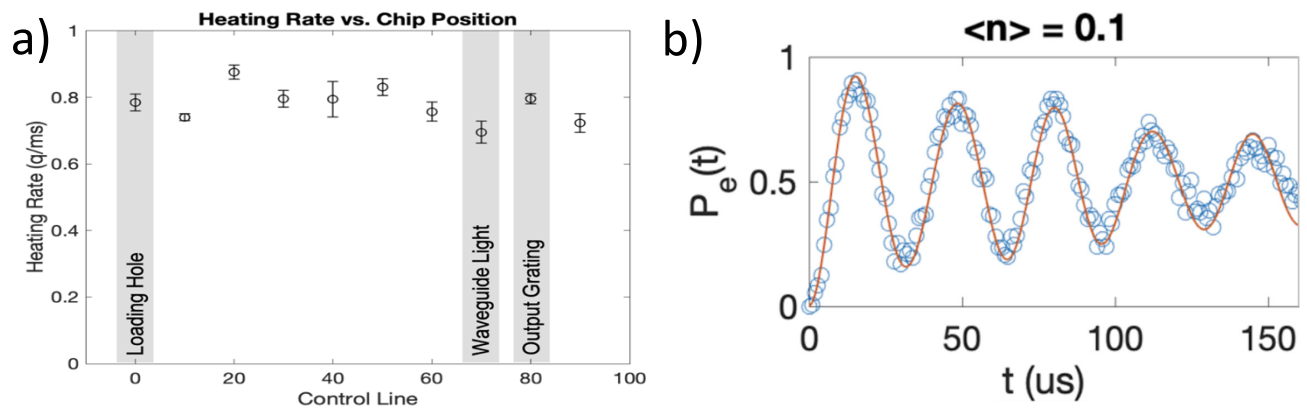 a)
Heating Rate vs. Chip Position
Heating Rate (q/ms)
1
0.8
0.6
0.4
0.2
0
Loading Hole
Waveguide Light
Output Grating
0 20 40 60 80 100
Control Line
b)
<n> = 0.1
P_e(t)
1
0.5
0
0 50 100 150
t (us)